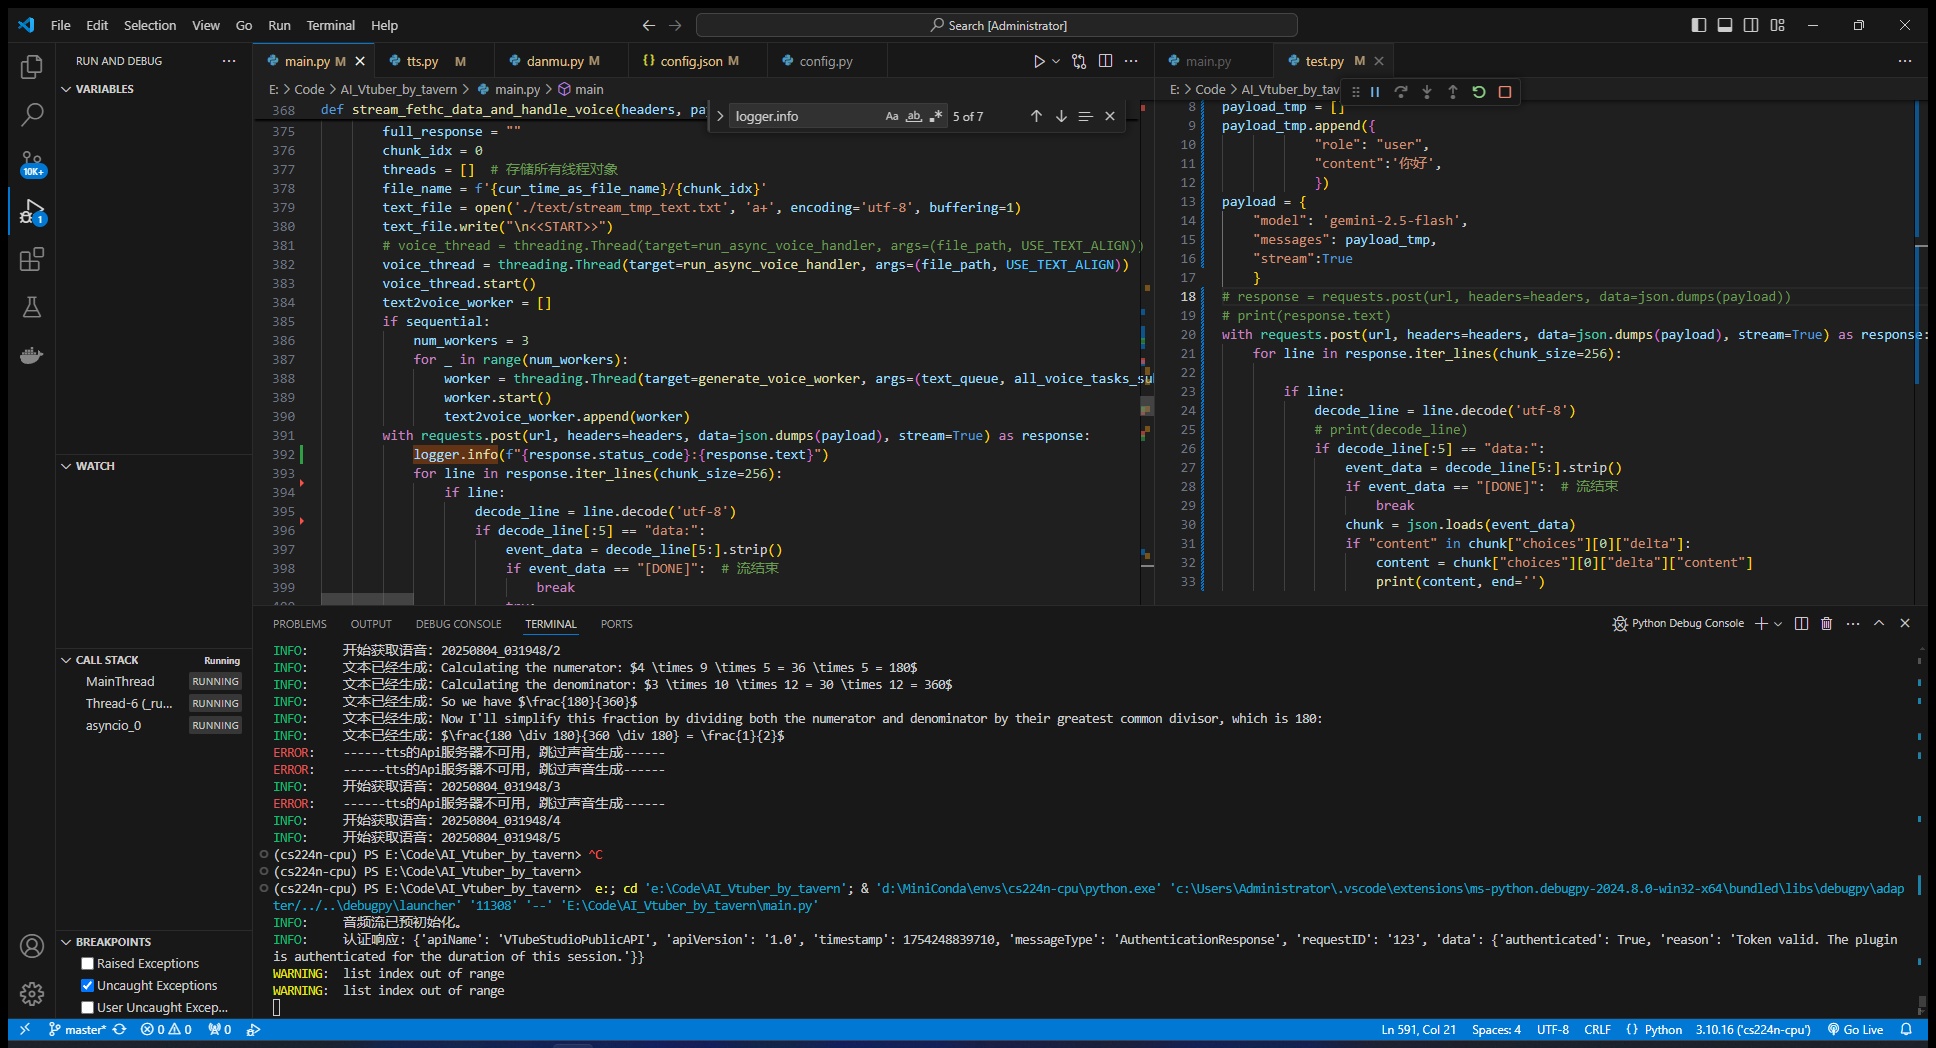 File Edit Selection View Go Run Terminal Help
Search [Administrator]
RUN AND DEBUG
VARIABLES
WATCH
CALL STACK Running
MainThread RUNNING
Thread-6 (_ru... RUNNING
asyncio_0 RUNNING
BREAKPOINTS
Raised Exceptions
Uncaught Exceptions
User Uncaught Excep...
10K+
1
main.py M
tts.py M
danmu.py M
config.json M
config.py
E: > Code > AI_Vtuber_by_tavern > main.py > main
logger.info Aa ab 5 of 7
368 def stream_fethc_data_and_handle_voice(headers, pa
375 full_response = ""
376 chunk_idx = 0
377 threads = [] # 存储所有线程对象
378 file_name = f'{cur_time_as_file_name}/{chunk_idx}'
379 text_file = open('./text/stream_tmp_text.txt', 'a+', encoding='utf-8', buffering=1)
380 text_file.write("\n<<START>>")
381 # voice_thread = threading.Thread(target=run_async_voice_handler, args=(file_path, USE_TEXT_ALIGN))
382 voice_thread = threading.Thread(target=run_async_voice_handler, args=(file_path, USE_TEXT_ALIGN))
383 voice_thread.start()
384 text2voice_worker = []
385 if sequential:
386 num_workers = 3
387 for _ in range(num_workers):
388 worker = threading.Thread(target=generate_voice_worker, args=(text_queue, all_voice_tasks_su
389 worker.start()
390 text2voice_worker.append(worker)
391 with requests.post(url, headers=headers, data=json.dumps(payload), stream=True) as response:
392 logger.info(f"{response.status_code}:{response.text}")
393 for line in response.iter_lines(chunk_size=256):
394 if line:
395 decode_line = line.decode('utf-8')
396 if decode_line[:5] == "data:":
397 event_data = decode_line[5:].strip()
398 if event_data == "[DONE]": # 流结束
399 break
main.py
test.py M
E: > Code > AI_Vtuber_by_tav
8 payload_tmp = []
9 payload_tmp.append({
10 "role": "user",
11 "content":'你好',
12 })
13 payload = {
14 "model": 'gemini-2.5-flash',
15 "messages": payload_tmp,
16 "stream":True
17 }
18 # response = requests.post(url, headers=headers, data=json.dumps(payload))
19 # print(response.text)
20 with requests.post(url, headers=headers, data=json.dumps(payload), stream=True) as response:
21 for line in response.iter_lines(chunk_size=256):
22
23 if line:
24 decode_line = line.decode('utf-8')
25 # print(decode_line)
26 if decode_line[:5] == "data:":
27 event_data = decode_line[5:].strip()
28 if event_data == "[DONE]": # 流结束
29 break
30 chunk = json.loads(event_data)
31 if "content" in chunk["choices"][0]["delta"]:
32 content = chunk["choices"][0]["delta"]["content"]
33 print(content, end='')
PROBLEMS OUTPUT DEBUG CONSOLE TERMINAL PORTS
Python Debug Console
INFO: 开始获取语音: 20250804_031948/2
INFO: 文本已经生成: Calculating the numerator: $4 \times 9 \times 5 = 36 \times 5 = 180$
INFO: 文本已经生成: Calculating the denominator: $3 \times 10 \times 12 = 30 \times 12 = 360$
INFO: 文本已经生成: So we have $\frac{180}{360}$
INFO: 文本已经生成: Now I'll simplify this fraction by dividing both the numerator and denominator by their greatest common divisor, which is 180:
INFO: 文本已经生成: $\frac{180 \div 180}{360 \div 180} = \frac{1}{2}$
ERROR: ------tts的Api服务器不可用, 跳过声音生成------
ERROR: ------tts的Api服务器不可用, 跳过声音生成------
INFO: 开始获取语音: 20250804_031948/3
ERROR: ------tts的Api服务器不可用, 跳过声音生成------
INFO: 开始获取语音: 20250804_031948/4
INFO: 开始获取语音: 20250804_031948/5
(cs224n-cpu) PS E:\Code\AI_Vtuber_by_tavern> ^C
(cs224n-cpu) PS E:\Code\AI_Vtuber_by_tavern>
(cs224n-cpu) PS E:\Code\AI_Vtuber_by_tavern> e:; cd 'e:\Code\AI_Vtuber_by_tavern'; & 'd:\MiniConda\envs\cs224n-cpu\python.exe' 'c:\Users\Administrator\.vscode\extensions\ms-python.debugpy-2024.8.0-win32-x64\bundled\libs\debugpy\adap
ter/../..\debugpy\launcher' '11308' '--' 'E:\Code\AI_Vtuber_by_tavern\main.py'
INFO: 音频流已预初始化。
INFO: 认证响应: {'apiName': 'VTubeStudioPublicAPI', 'apiVersion': '1.0', 'timestamp': 1754248839710, 'messageType': 'AuthenticationResponse', 'requestID': '123', 'data': {'authenticated': True, 'reason': 'Token valid. The plugin
is authenticated for the duration of this session.'}}
WARNING: list index out of range
WARNING: list index out of range
master* 0 0 0
Ln 591, Col 21 Spaces: 4 UTF-8 CRLF {} Python 3.10.16 ('cs224n-cpu') Go Live